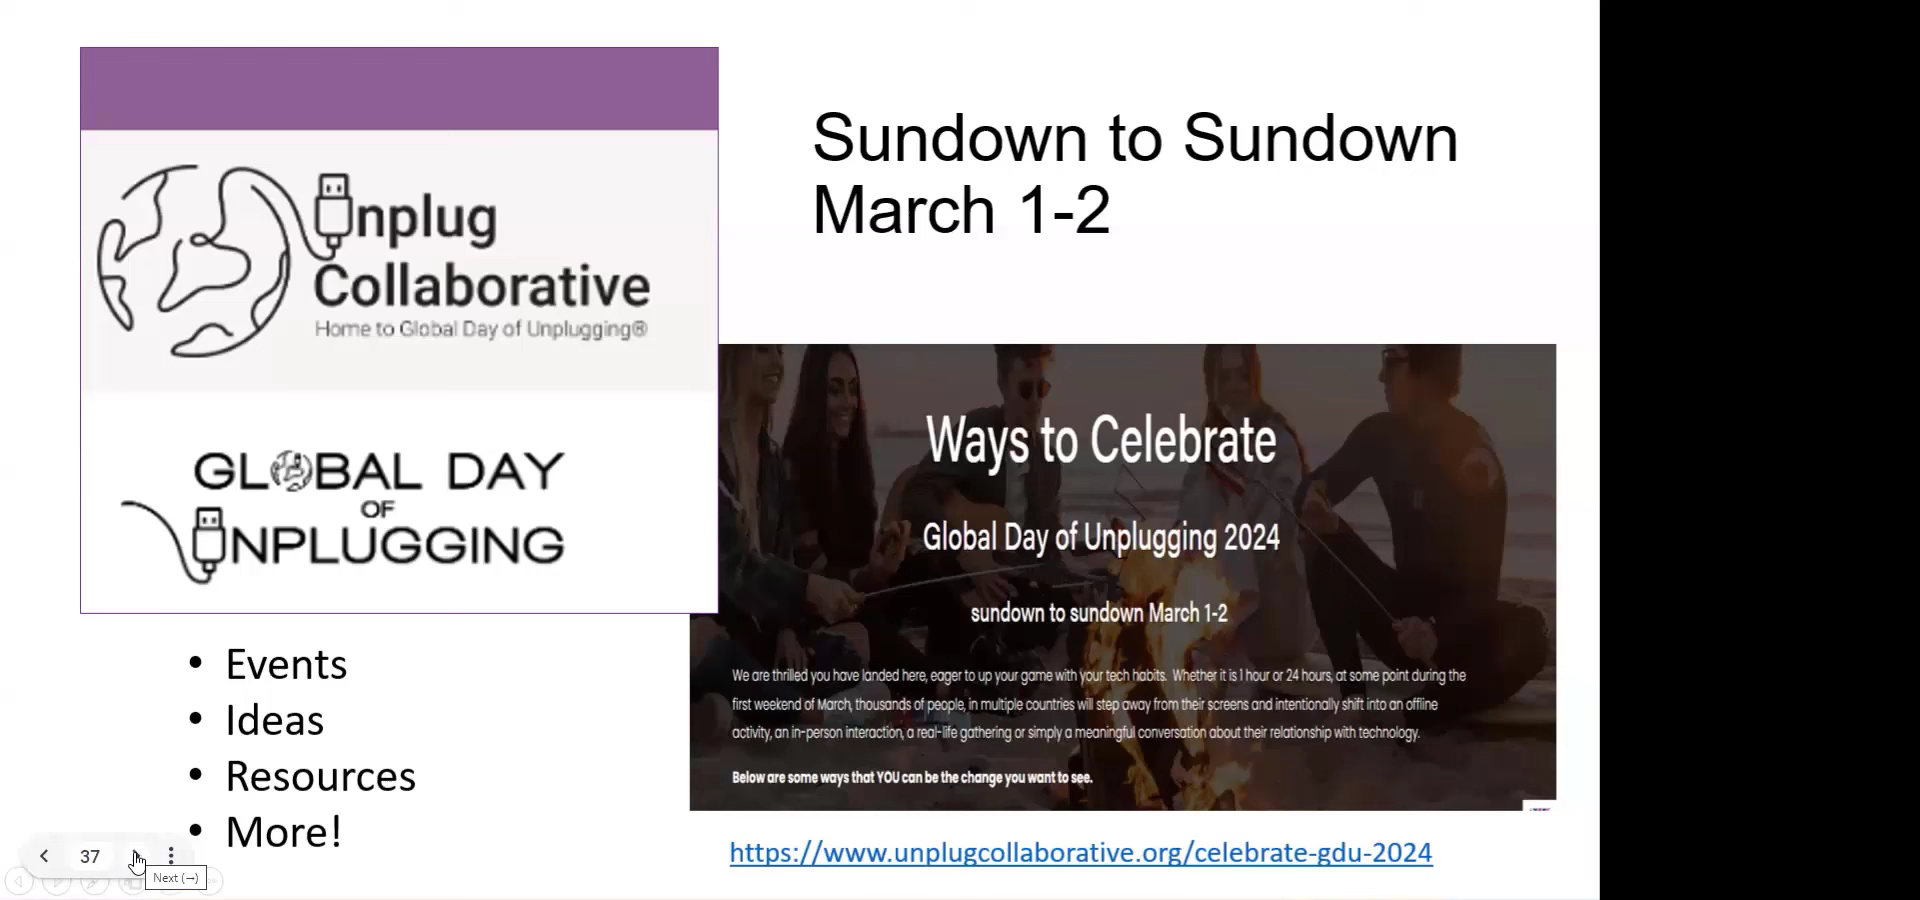 Unplug
Collaborative
Home to Global Day of Unplugging®
GLOBAL DAY
OF
UNPLUGGING
Sundown to Sundown
March 1-2
Ways to Celebrate
Global Day of Unplugging 2024
sundown to sundown March 1-2
We are thrilled you have landed here, eager to up your game with your tech habits. Whether it is 1 hour or 24 hours, at some point during the
first weekend of March, thousands of people, in multiple countries will step away from their screens and intentionally shift into an offline
activity, an in-person interaction, a real-life gathering or simply a meaningful conversation about their relationship with technology.
Below are some ways that YOU can be the change you want to see.
• Events
• Ideas
• Resources
• More!
https://www.unplugcollaborative.org/celebrate-gdu-2024
37
Next (→)